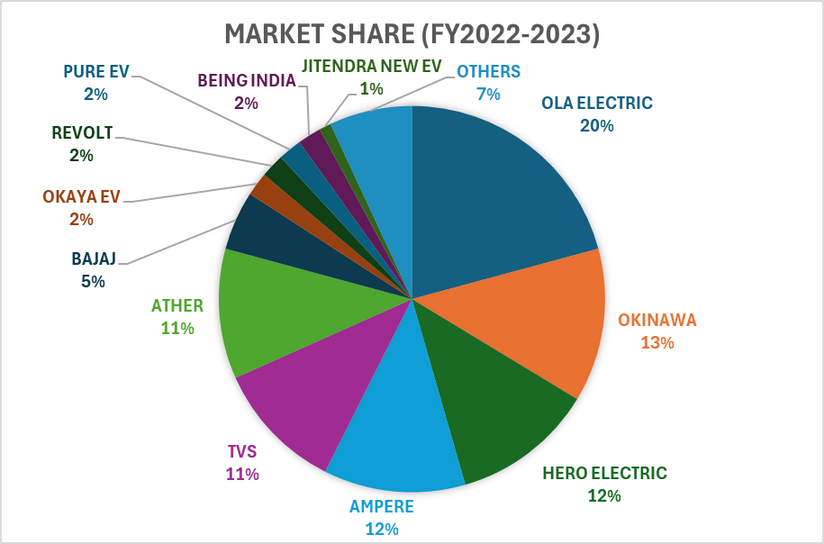 MARKET SHARE (FY2022-2023)
OLA ELECTRIC
20%
OKINAWA
13%
HERO ELECTRIC
12%
AMPERE
12%
TVS
11%
ATHER
11%
BAJAJ
5%
OKAYA EV
2%
REVOLT
2%
PURE EV
2%
BEING INDIA
2%
JITENDRA NEW EV
1%
OTHERS
7%